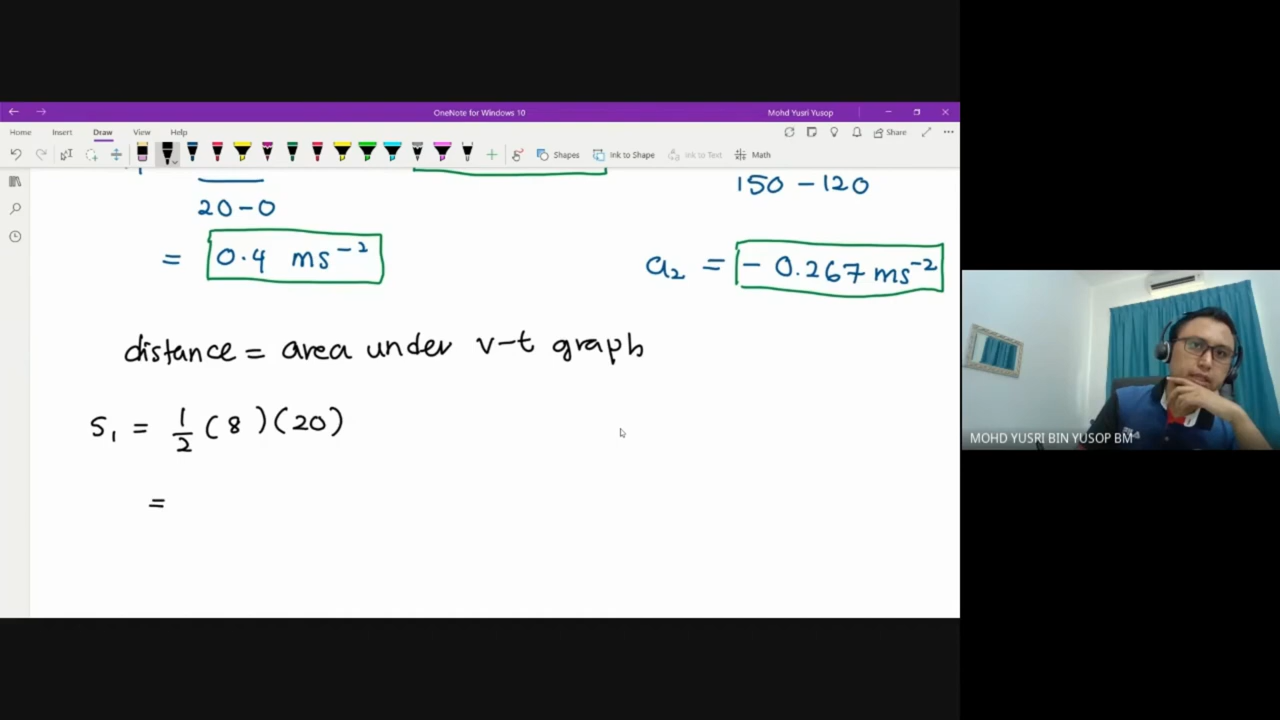 OneNote for Windows 10
Mohd Yusri Yusop
Home Insert Draw View Help
Share
Shapes
Ink to Shape
Ink to Text
Math
20-0
= 0.4 ms⁻²
150 - 120
a₂ = - 0.267 ms⁻²
distance = area under v-t graph
S₁ = 1/2 (8)(20)
=
MOHD YUSRI BIN YUSOP BM